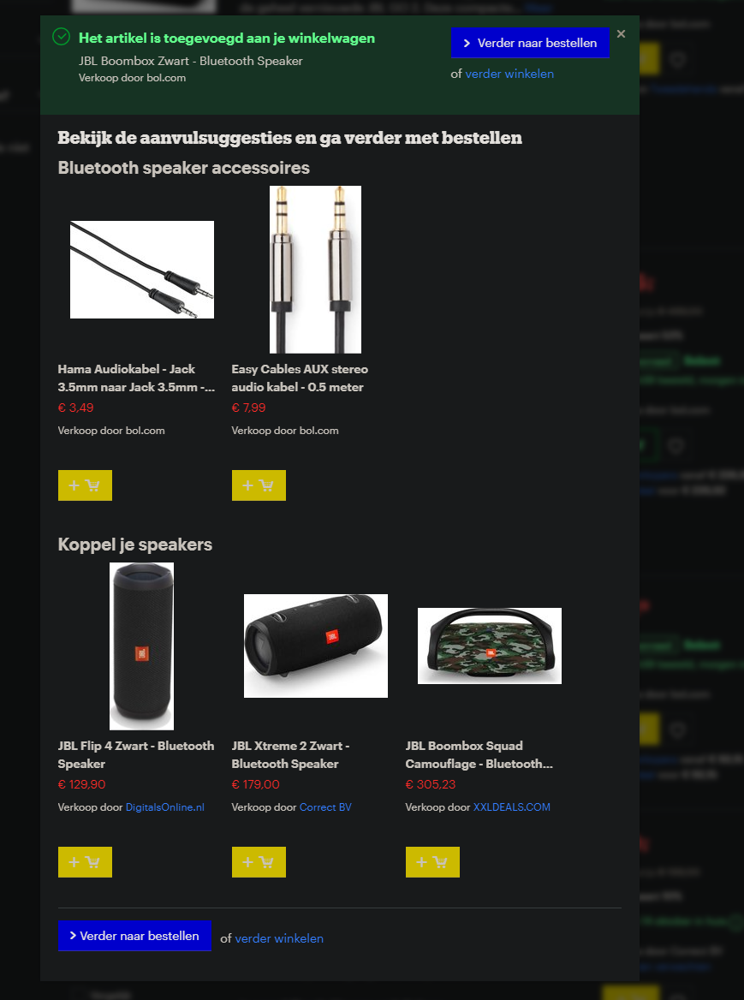 Het artikel is toegevoegd aan je winkelwagen
JBL Boombox Zwart - Bluetooth Speaker
Verkoop door bol.com
Verder naar bestellen
of verder winkelen
Bekijk de aanvulsuggesties en ga verder met bestellen
Bluetooth speaker accessoires
Hama Audiokabel - Jack
3.5mm naar Jack 3.5mm -...
€ 3,49
Verkoop door bol.com
Easy Cables AUX stereo
audio kabel - 0.5 meter
€ 7,99
Verkoop door bol.com
Koppel je speakers
JBL
JBL
JBL Flip 4 Zwart - Bluetooth
Speaker
€ 129,90
Verkoop door DigitalsOnline.nl
JBL Xtreme 2 Zwart -
Bluetooth Speaker
€ 179,00
Verkoop door Correct BV
JBL Boombox Squad
Camouflage - Bluetooth...
€ 305,23
Verkoop door XXLDEALS.COM
Verder naar bestellen
of verder winkelen